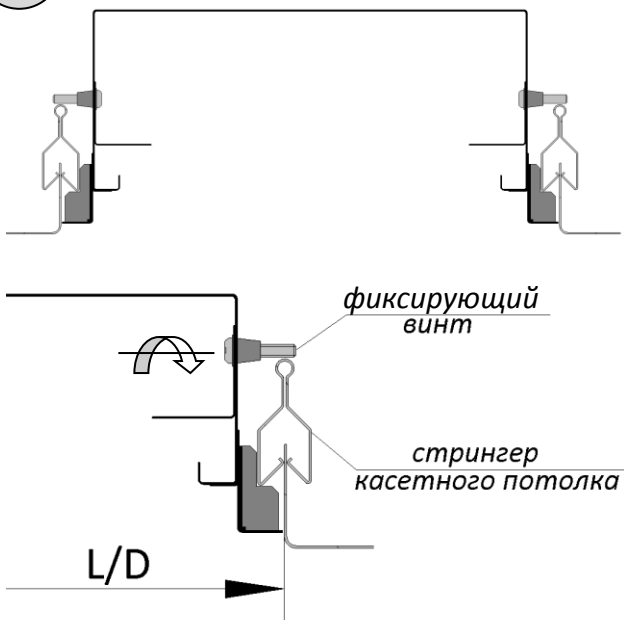 фиксирующий
винт
стрингер
касетного потолка
L/D